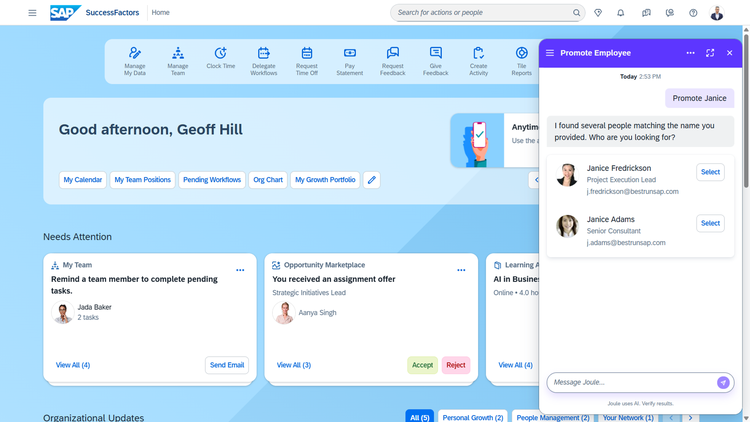 SAP SuccessFactors Home
Search for actions or people
Manage My Data
Manage Team
Clock Time
Delegate Workflows
Request Time Off
Pay Statement
Request Feedback
Give Feedback
Create Activity
Tile Reports
Good afternoon, Geoff Hill
Anytim
Use the a
My Calendar
My Team Positions
Pending Workflows
Org Chart
My Growth Portfolio
Needs Attention
My Team
Remind a team member to complete pending
tasks.
Jada Baker
2 tasks
View All (4)
Send Email
Opportunity Marketplace
You received an assignment offer
Strategic Initiatives Lead
Aanya Singh
View All (3)
Accept
Reject
Learning A
AI in Busine
Online • 4.0 ho
View All (4)
Organizational Updates
All (5)
Personal Growth (2)
People Management (2)
Your Network (1)
Promote Employee
Today 2:53 PM
Promote Janice
I found several people matching the name you
provided. Who are you looking for?
Janice Fredrickson
Project Execution Lead
j.fredrickson@bestrunsap.com
Select
Janice Adams
Senior Consultant
j.adams@bestrunsap.com
Select
Message Joule...
Joule uses AI. Verify results.